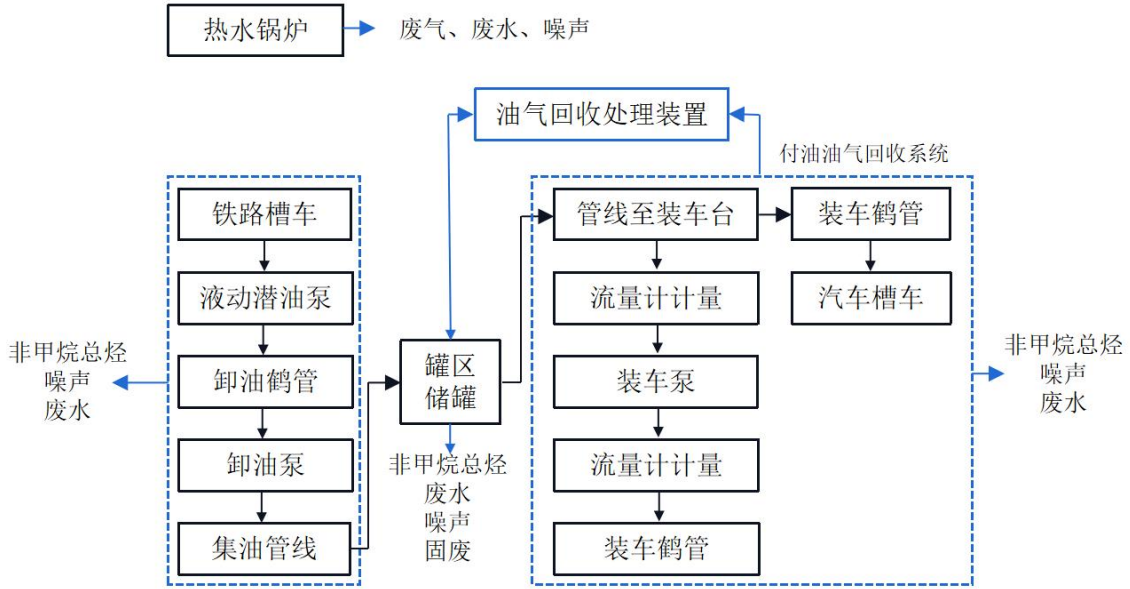 热水锅炉
废气、废水、噪声
油气回收处理装置
付油油气回收系统
铁路槽车
液动潜油泵
卸油鹤管
卸油泵
集油管线
非甲烷总烃
噪声
废水
罐区
储罐
非甲烷总烃
废水
噪声
固废
管线至装车台
流量计计量
装车泵
流量计计量
装车鹤管
装车鹤管
汽车槽车
非甲烷总烃
噪声
废水